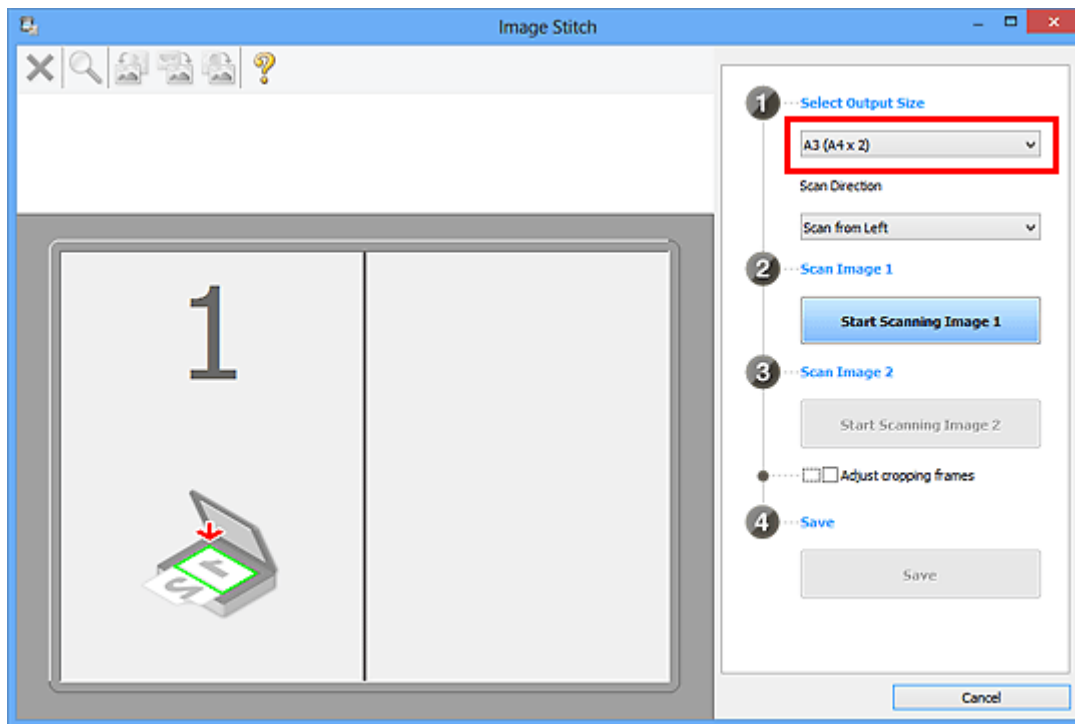 Image Stitch
1 Select Output Size
A3 (A4 x 2)
Scan Direction
Scan from Left
2 Scan Image 1
Start Scanning Image 1
3 Scan Image 2
Start Scanning Image 2
Adjust cropping frames
4 Save
Save
Cancel
1
1
2